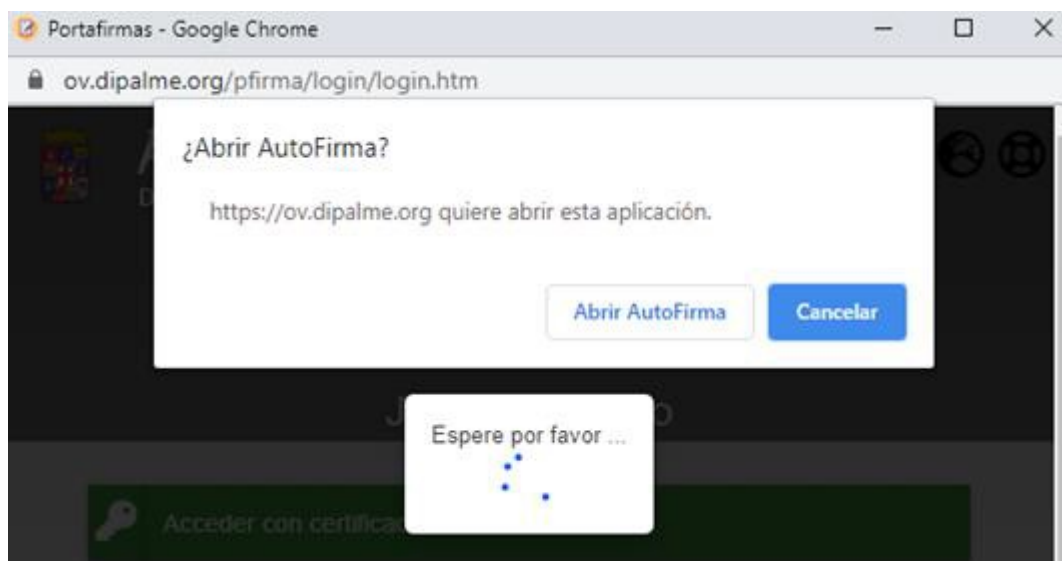 Portafirmas - Google Chrome
ov.dipalme.org/pfirma/login/login.htm
¿Abrir AutoFirma?
https://ov.dipalme.org quiere abrir esta aplicación.
Abrir AutoFirma
Cancelar
Espere por favor ...
Acceder con